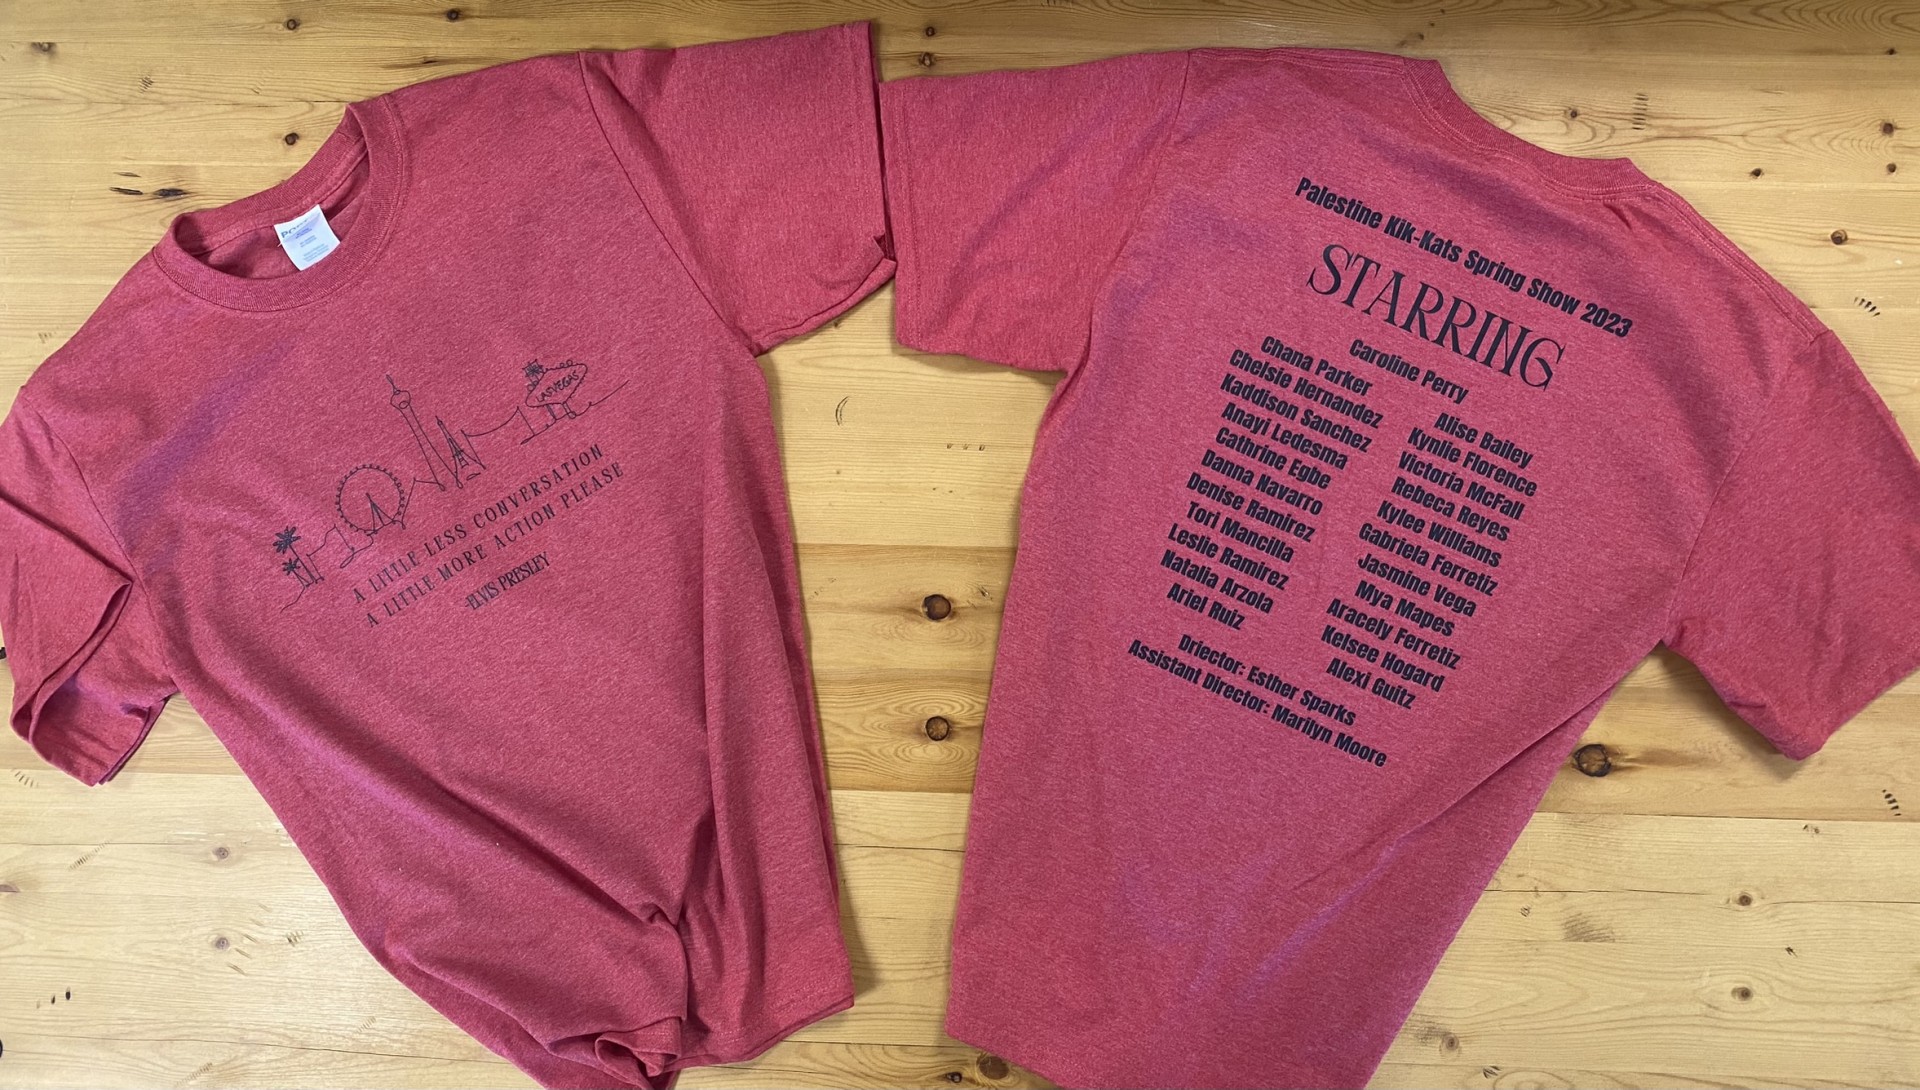 LAS VEGAS
A LITTLE LESS CONVERSATION
A LITTLE MORE ACTION PLEASE
-ELVIS PRESLEY
Palestine Kik-Kats Spring Show 2023
STARRING
Caroline Perry
Chana Parker
Chelsie Hernandez
Kaddison Sanchez
Anayi Ledesma
Cathrine Egbe
Danna Navarro
Denise Ramirez
Tori Mancilla
Leslie Ramirez
Natalia Arzola
Ariel Ruiz
Alise Bailey
Kynlie Florence
Victoria McFall
Rebeca Reyes
Kylee Williams
Gabriela Ferretiz
Jasmine Vega
Mya Mapes
Aracely Ferretiz
Kelsee Hogard
Alexi Guitz
Driector: Esther Sparks
Assistant Director: Marilyn Moore